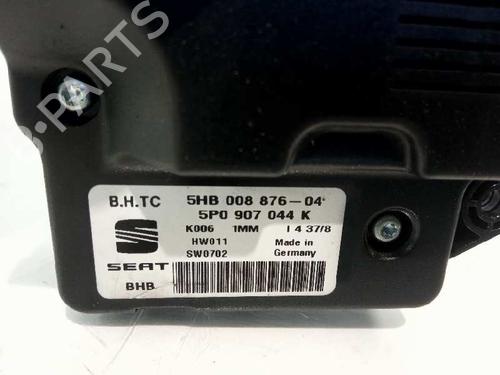 B-PARTS
B.H.TC 5HB 008 876-04
5P0 907 044 K
K006 1MM I 4 37/8
HW011 Made in
SEAT SW0702 Germany
BHB